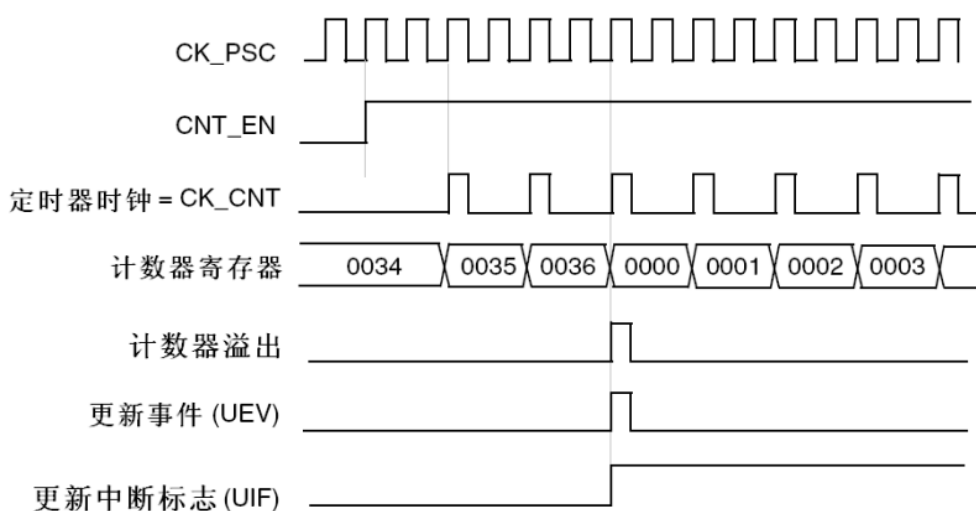 CK_PSC
CNT_EN
定时器时钟 = CK_CNT
计数器寄存器 0034 0035 0036 0000 0001 0002 0003
计数器溢出
更新事件 (UEV)
更新中断标志 (UIF)